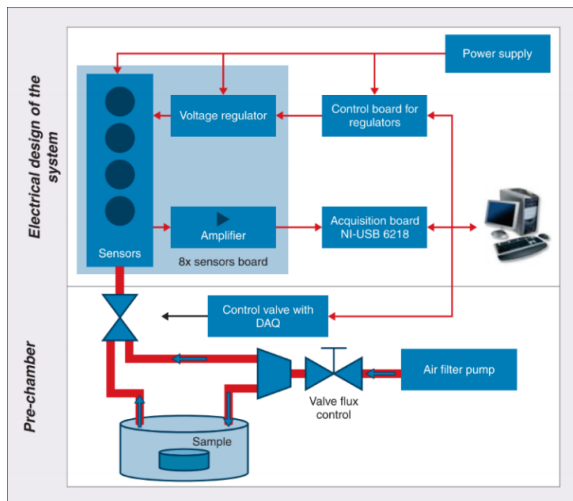 Electrical design of the
system
Power supply
Voltage regulator
Control board for
regulators
Amplifier
Acquisition board
NI-USB 6218
Sensors
8x sensors board
Pre-chamber
Control valve with
DAQ
Air filter pump
Valve flux
control
Sample